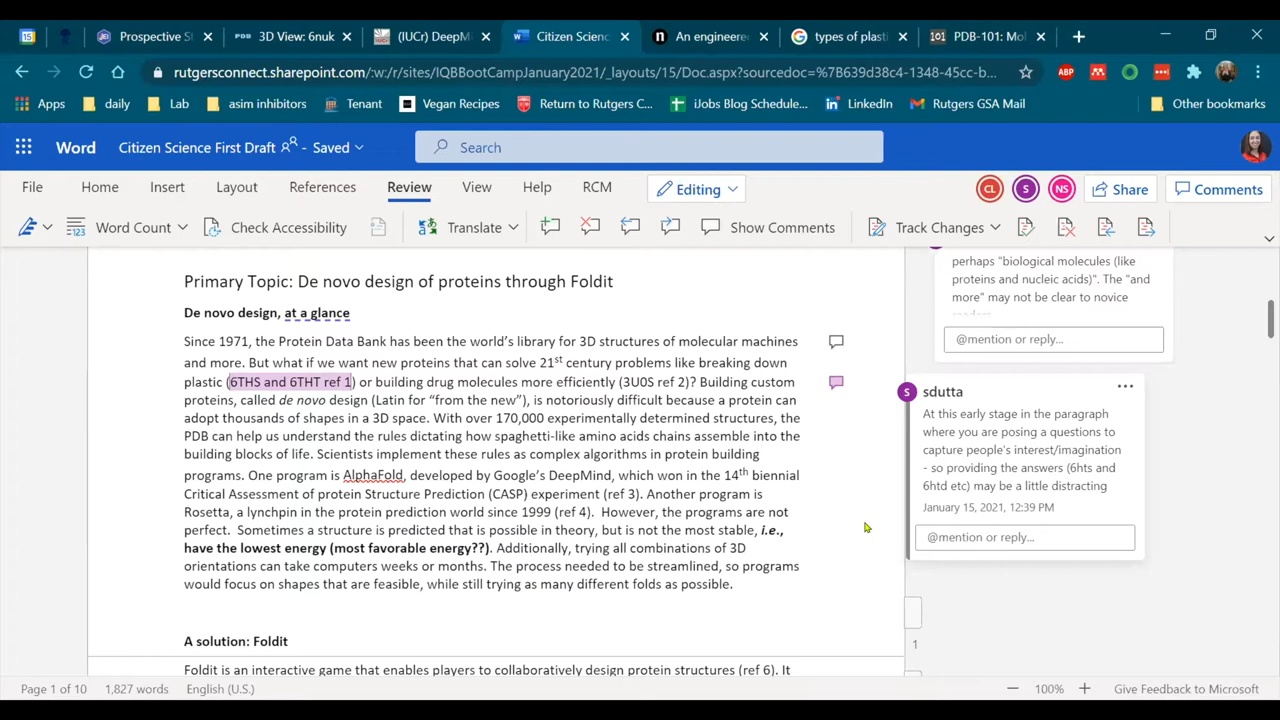 15
Prospective S
3D View: 6nuk
(IUCr) DeepM
Citizen Scienc
An engineere
types of plasti
PDB-101: Mol
rutgersconnect.sharepoint.com/:w:/r/sites/IQBBootCampJanuary2021/_layouts/15/Doc.aspx?sourcedoc=%7B639d38c4-1348-45cc-b...
ABP
Apps daily Lab asim inhibitors Tenant Vegan Recipes Return to Rutgers C... iJobs Blog Schedule... LinkedIn Rutgers GSA Mail Other bookmarks
Word Citizen Science First Draft - Saved Search
File Home Insert Layout References Review View Help RCM Editing CL S NS Share Comments
Word Count Check Accessibility Translate Show Comments Track Changes
Primary Topic: De novo design of proteins through Foldit
De novo design, at a glance
Since 1971, the Protein Data Bank has been the world's library for 3D structures of molecular machines
and more. But what if we want new proteins that can solve 21st century problems like breaking down
plastic (6THS and 6THT ref 1) or building drug molecules more efficiently (3U0S ref 2)? Building custom
proteins, called de novo design (Latin for “from the new”), is notoriously difficult because a protein can
adopt thousands of shapes in a 3D space. With over 170,000 experimentally determined structures, the
PDB can help us understand the rules dictating how spaghetti-like amino acids chains assemble into the
building blocks of life. Scientists implement these rules as complex algorithms in protein building
programs. One program is AlphaFold, developed by Google's DeepMind, which won in the 14th biennial
Critical Assessment of protein Structure Prediction (CASP) experiment (ref 3). Another program is
Rosetta, a lynchpin in the protein prediction world since 1999 (ref 4). However, the programs are not
perfect. Sometimes a structure is predicted that is possible in theory, but is not the most stable, i.e.,
have the lowest energy (most favorable energy??). Additionally, trying all combinations of 3D
orientations can take computers weeks or months. The process needed to be streamlined, so programs
would focus on shapes that are feasible, while still trying as many different folds as possible.
A solution: Foldit
Foldit is an interactive game that enables players to collaboratively design protein structures (ref 6). It
perhaps "biological molecules (like
proteins and nucleic acids)". The "and
more" may not be clear to novice
@mention or reply...
S sdutta
At this early stage in the paragraph
where you are posing a questions to
capture people's interest/imagination
- so providing the answers (6hts and
6htd etc) may be a little distracting
January 15, 2021, 12:39 PM
@mention or reply...
1
Page 1 of 10 1,827 words English (U.S.) 100% Give Feedback to Microsoft